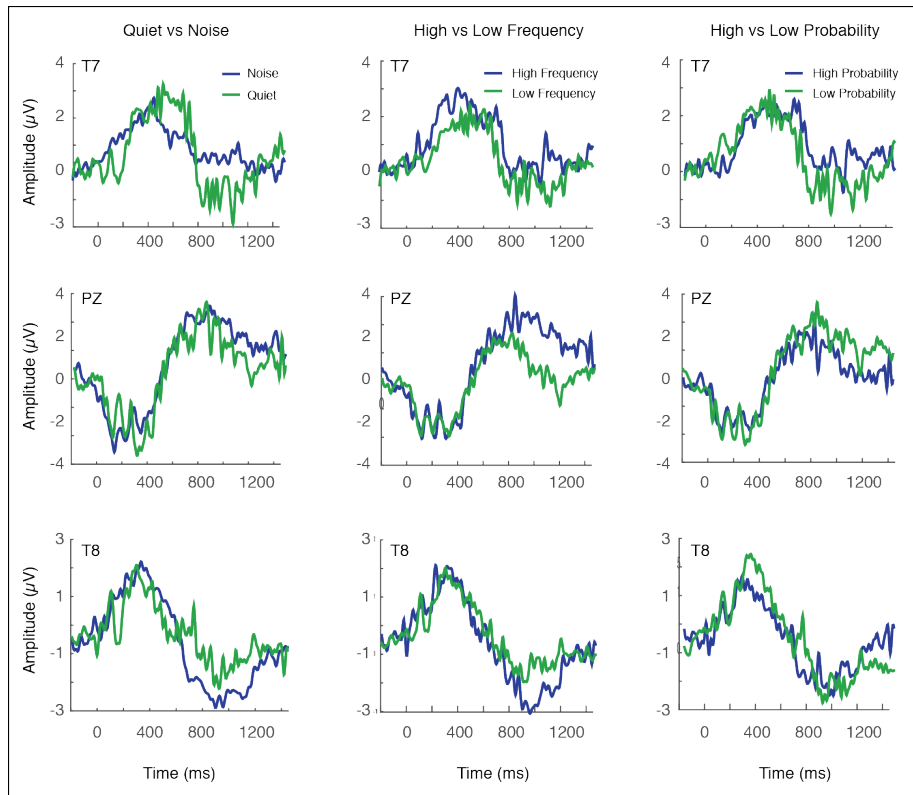 Quiet vs Noise
High vs Low Frequency
High vs Low Probability
T7
Noise
Quiet
Amplitude (µV)
4
2
0
-3
0 400 800 1200
T7
High Frequency
Low Frequency
4
2
0
-3
0 400 800 1200
T7
High Probability
Low Probability
4
2
0
-3
0 400 800 1200
PZ
Amplitude (µV)
4
2
0
-2
-4
0 400 800 1200
PZ
4
2
0
-2
-4
0 400 800 1200
PZ
4
2
0
-2
-4
0 400 800 1200
T8
Amplitude (µV)
3
1
-1
-3
0 400 800 1200
Time (ms)
T8
3
1
-1
-3
0 400 800 1200
Time (ms)
T8
3
1
-1
-3
0 400 800 1200
Time (ms)